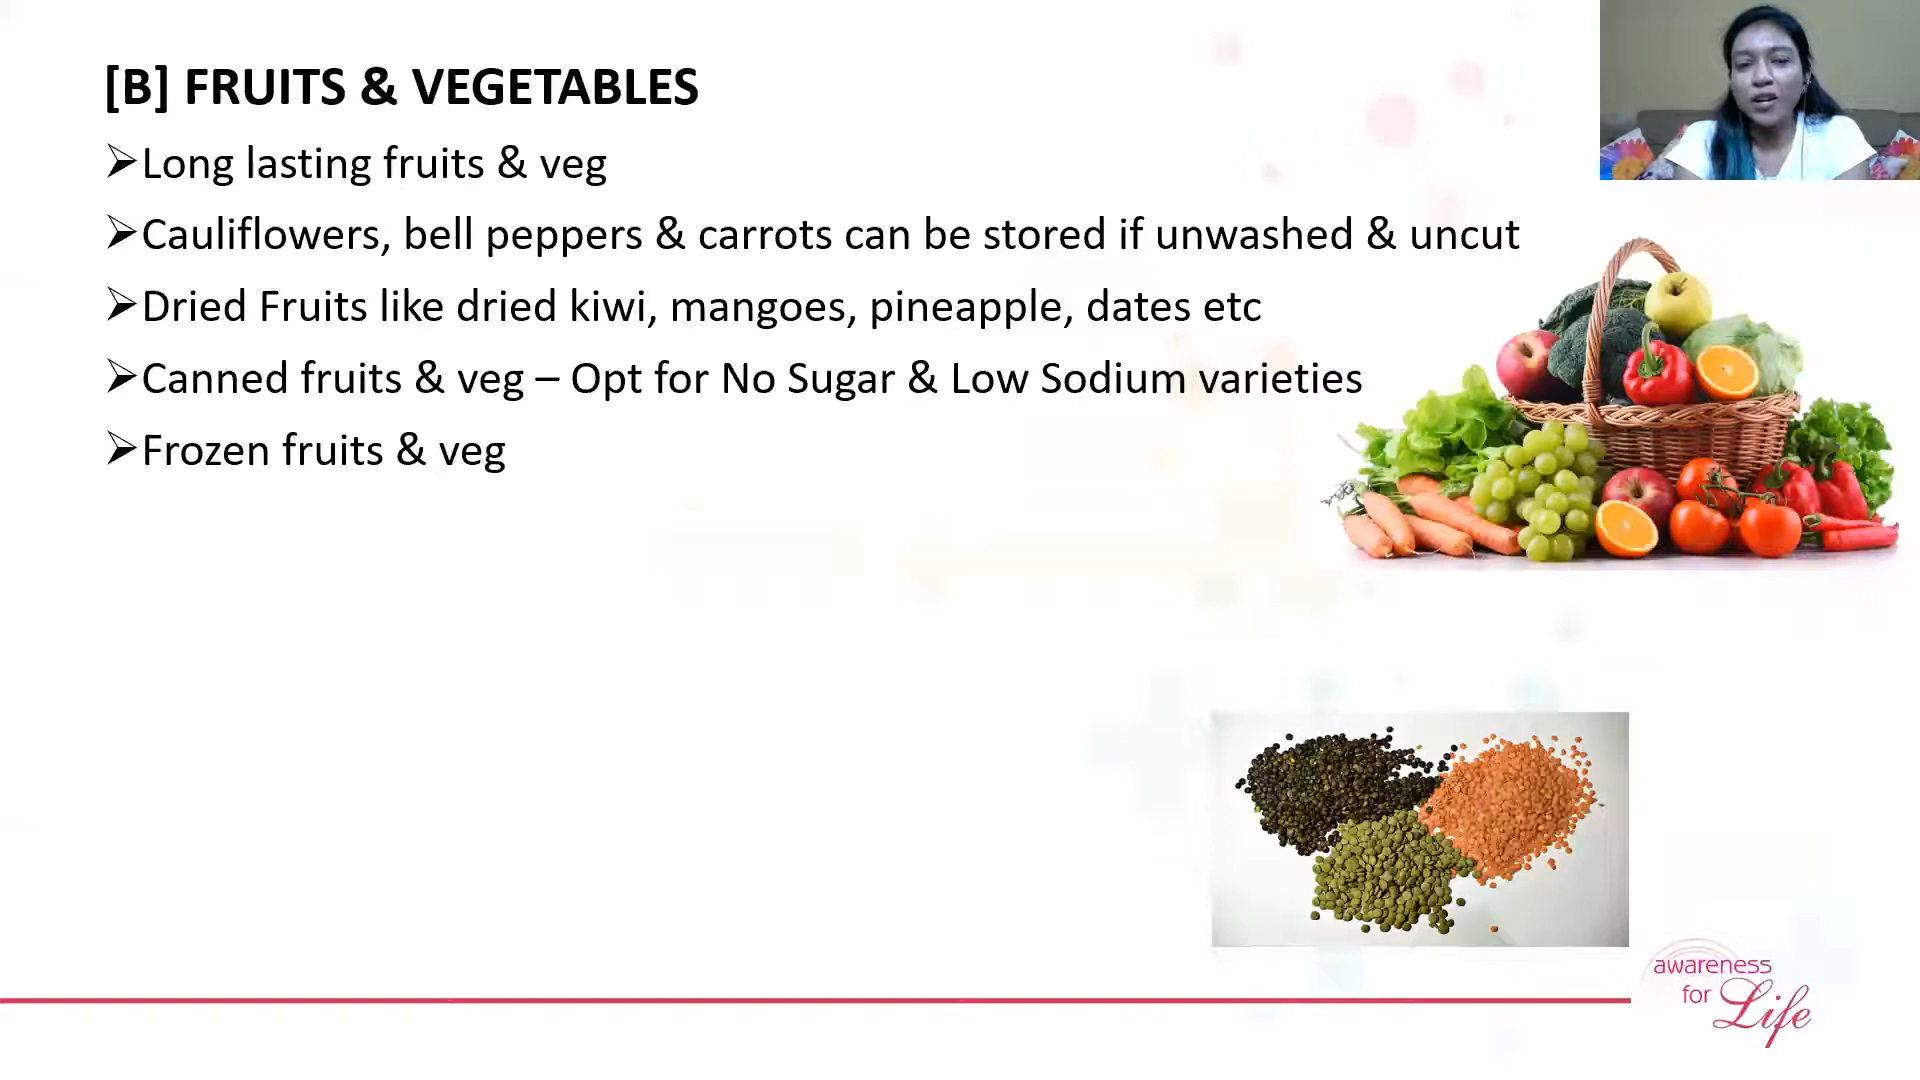 [B] FRUITS & VEGETABLES
➢Long lasting fruits & veg
➢Cauliflowers, bell peppers & carrots can be stored if unwashed & uncut
➢Dried Fruits like dried kiwi, mangoes, pineapple, dates etc
➢Canned fruits & veg – Opt for No Sugar & Low Sodium varieties
➢Frozen fruits & veg
awareness
for
Life